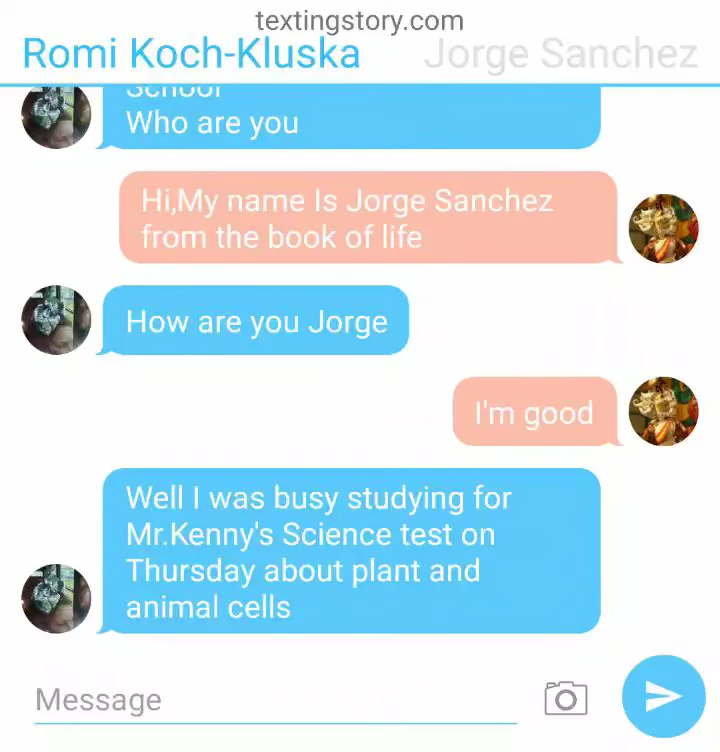 textingstory.com
Romi Koch-Kluska Jorge Sanchez
School
Who are you
Hi,My name Is Jorge Sanchez
from the book of life
How are you Jorge
I'm good
Well I was busy studying for
Mr.Kenny's Science test on
Thursday about plant and
animal cells
Message